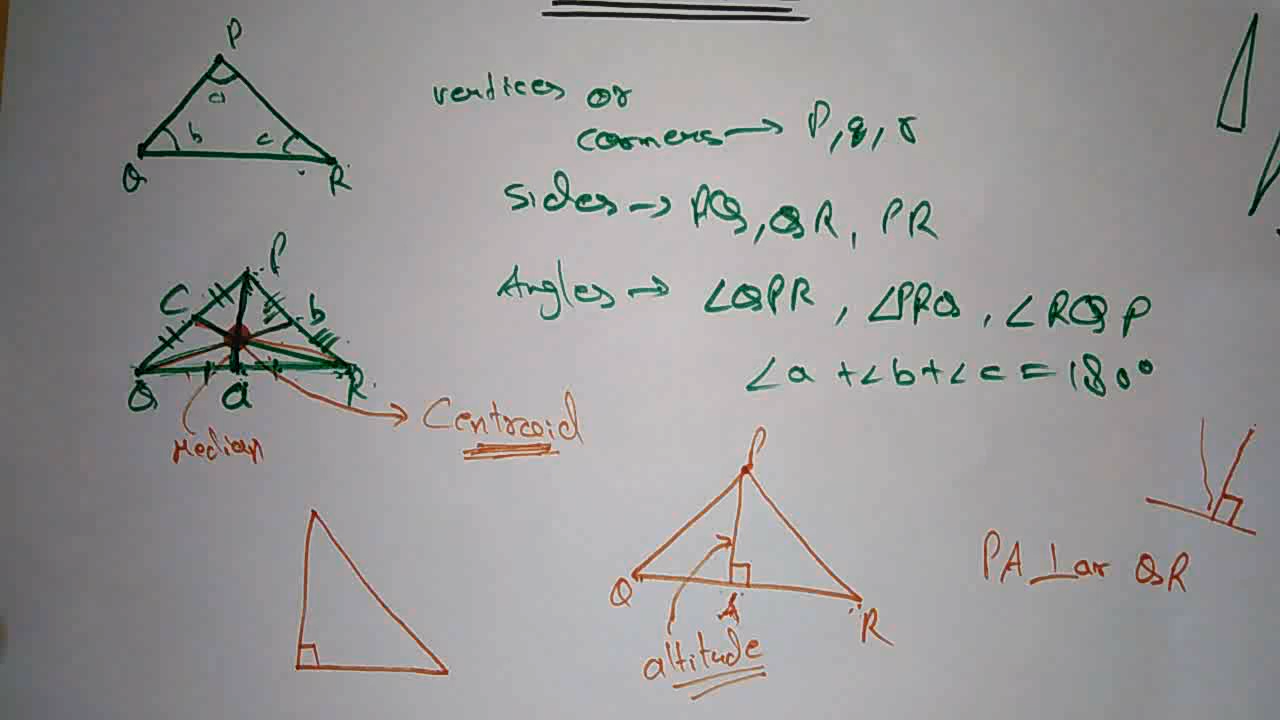 P
a
b
c
Q
R
vertices or
corners → P, q, r
sides → PQ, QR, PR
Angles → ∠QPR, ∠PRQ, ∠RQP
∠a + ∠b + ∠c = 180°
P
C
b
Q
a
R
Median
Centroid
P
Q
A
R
altitude
PA ⊥ar QR